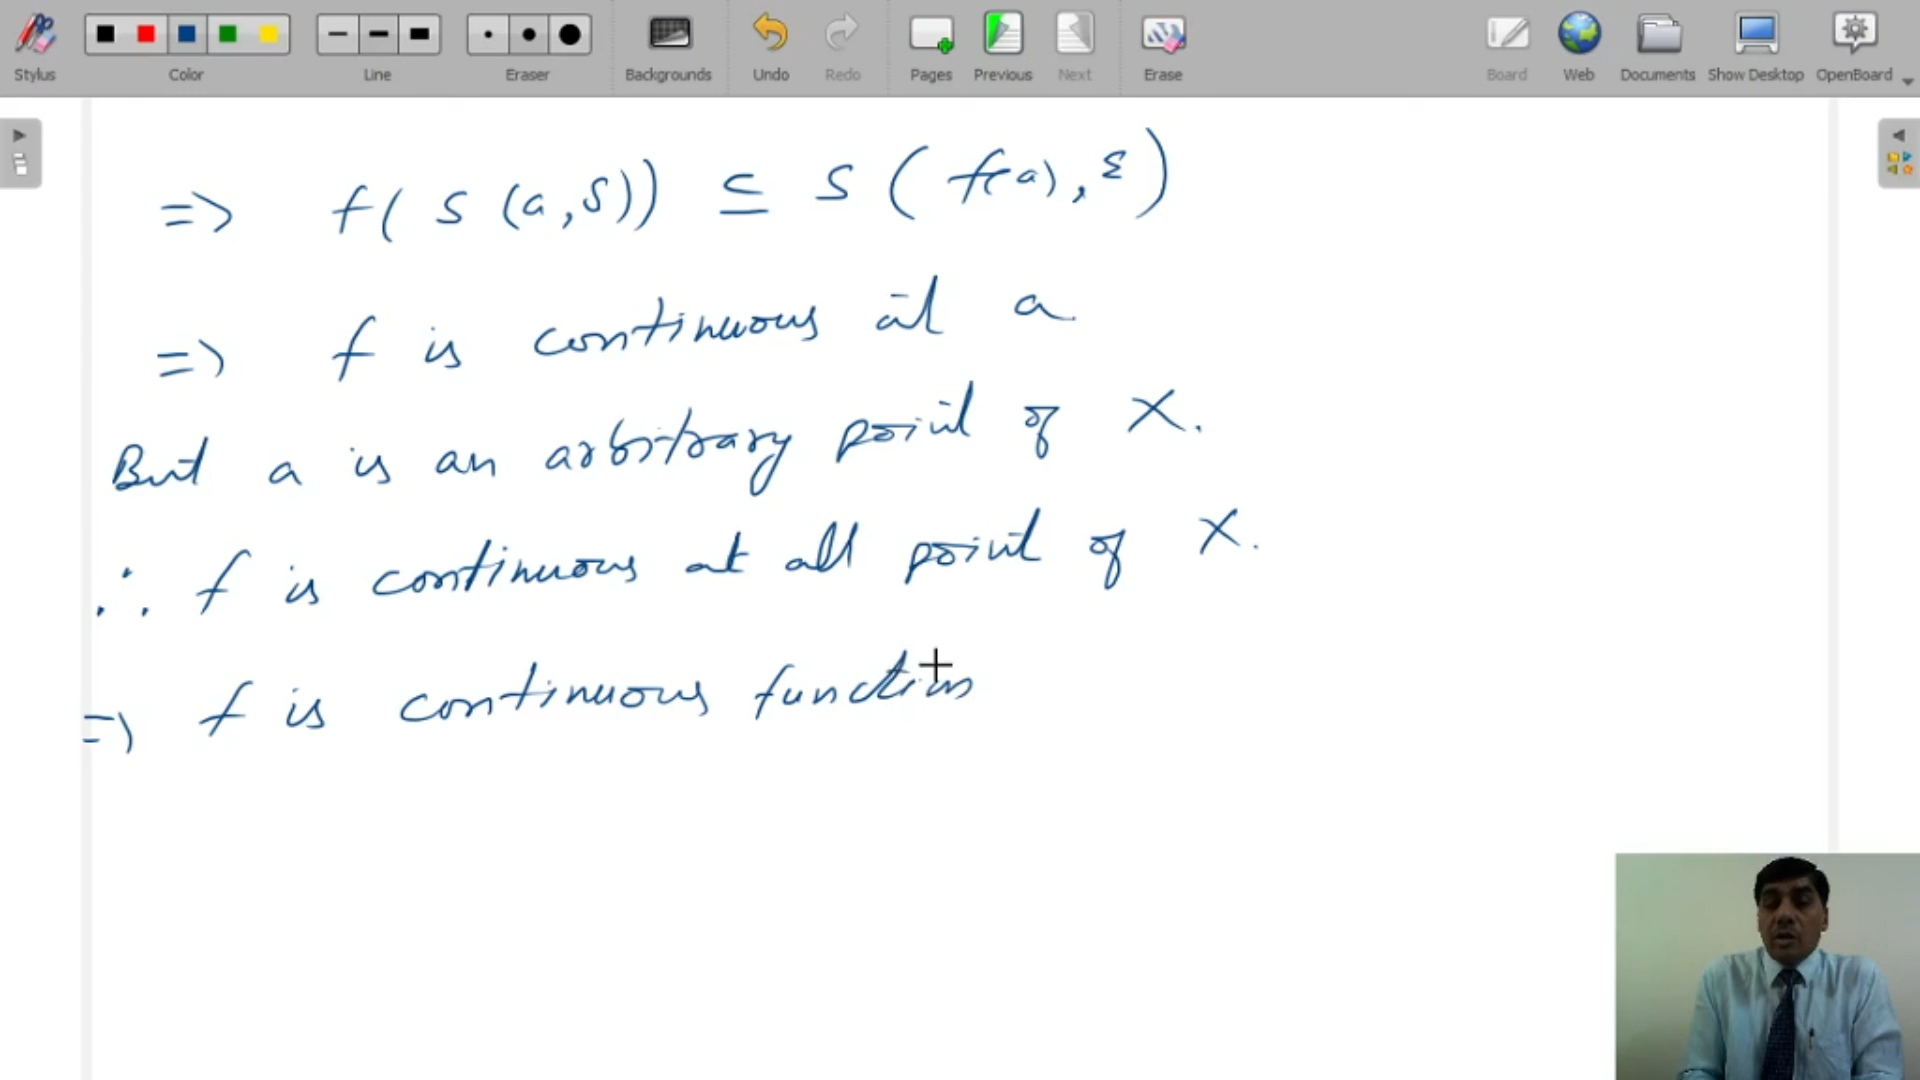 Stylus Color Line Eraser Backgrounds Undo Redo Pages Previous Next Erase Board Web Documents Show Desktop OpenBoard
=> f( S (a, δ)) ⊆ S ( f(a), ε )
=> f is continuous at a
But a is an arbitrary point of X.
∴ f is continuous at all point of X.
=> f is continuous function